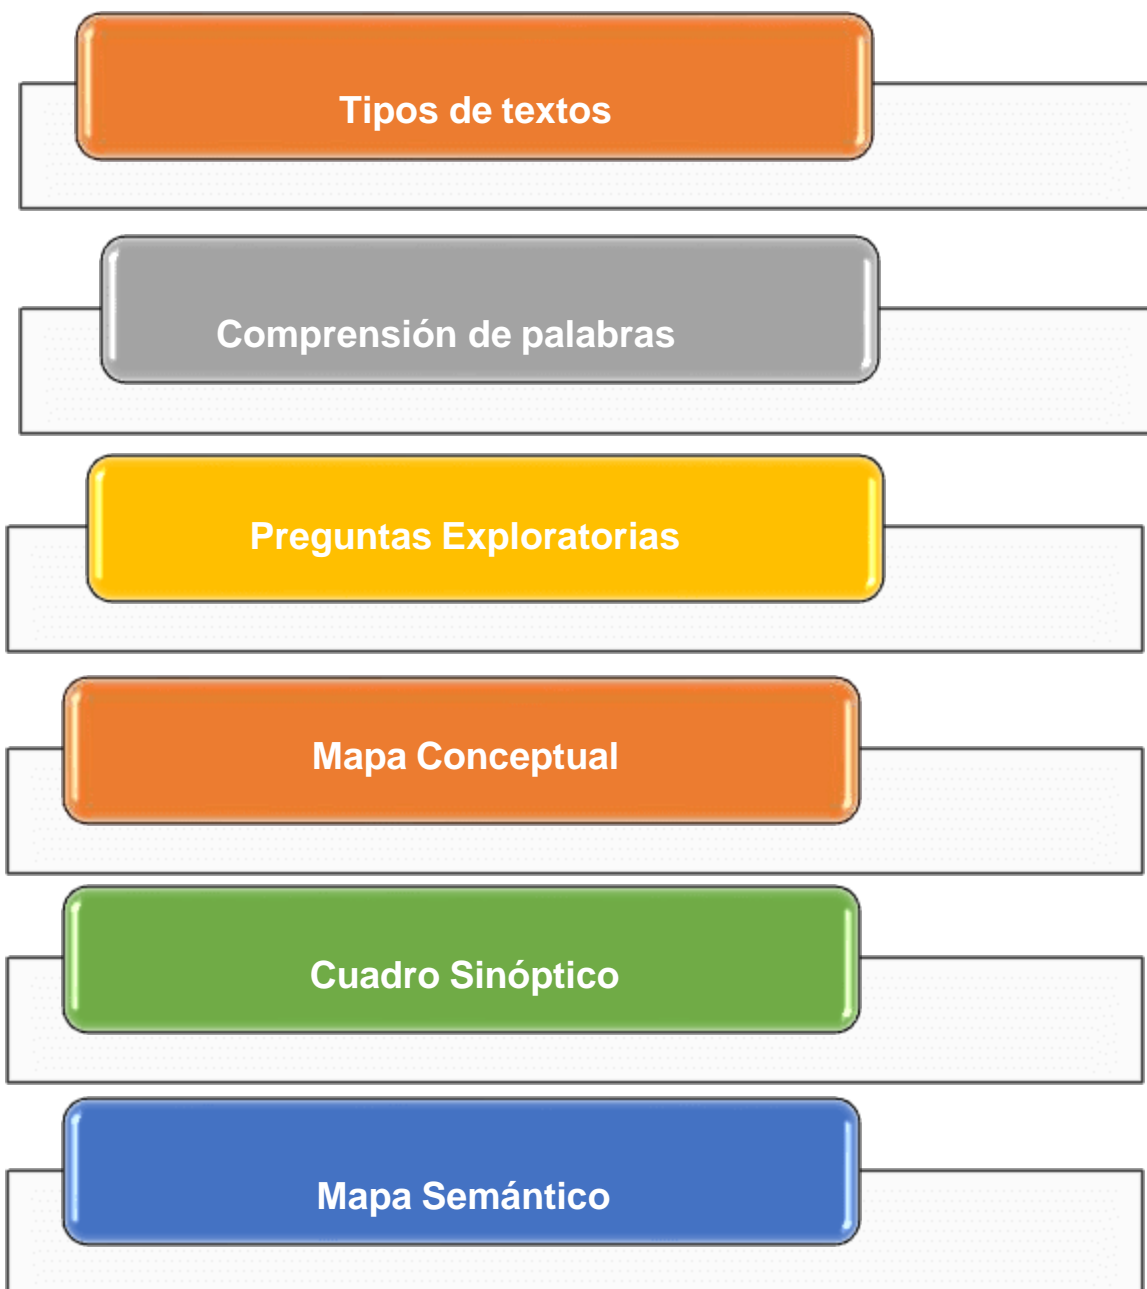 Tipos de textos
Comprensión de palabras
Preguntas Exploratorias
Mapa Conceptual
Cuadro Sinóptico
Mapa Semántico